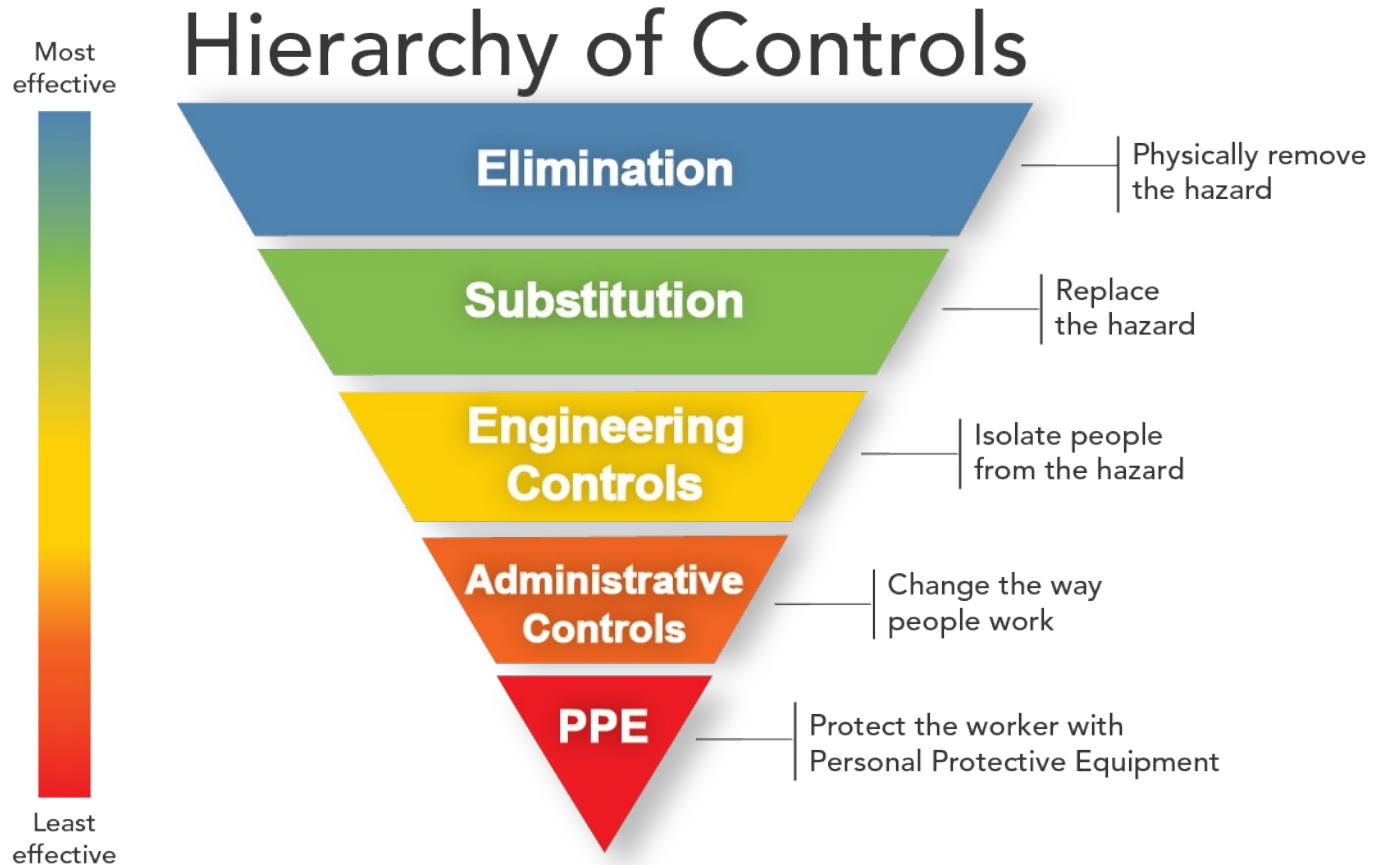 Hierarchy of Controls
Most
effective
Elimination
Physically remove
the hazard
Substitution
Replace
the hazard
Engineering
Controls
Isolate people
from the hazard
Administrative
Controls
Change the way
people work
PPE
Protect the worker with
Personal Protective Equipment
Least
effective